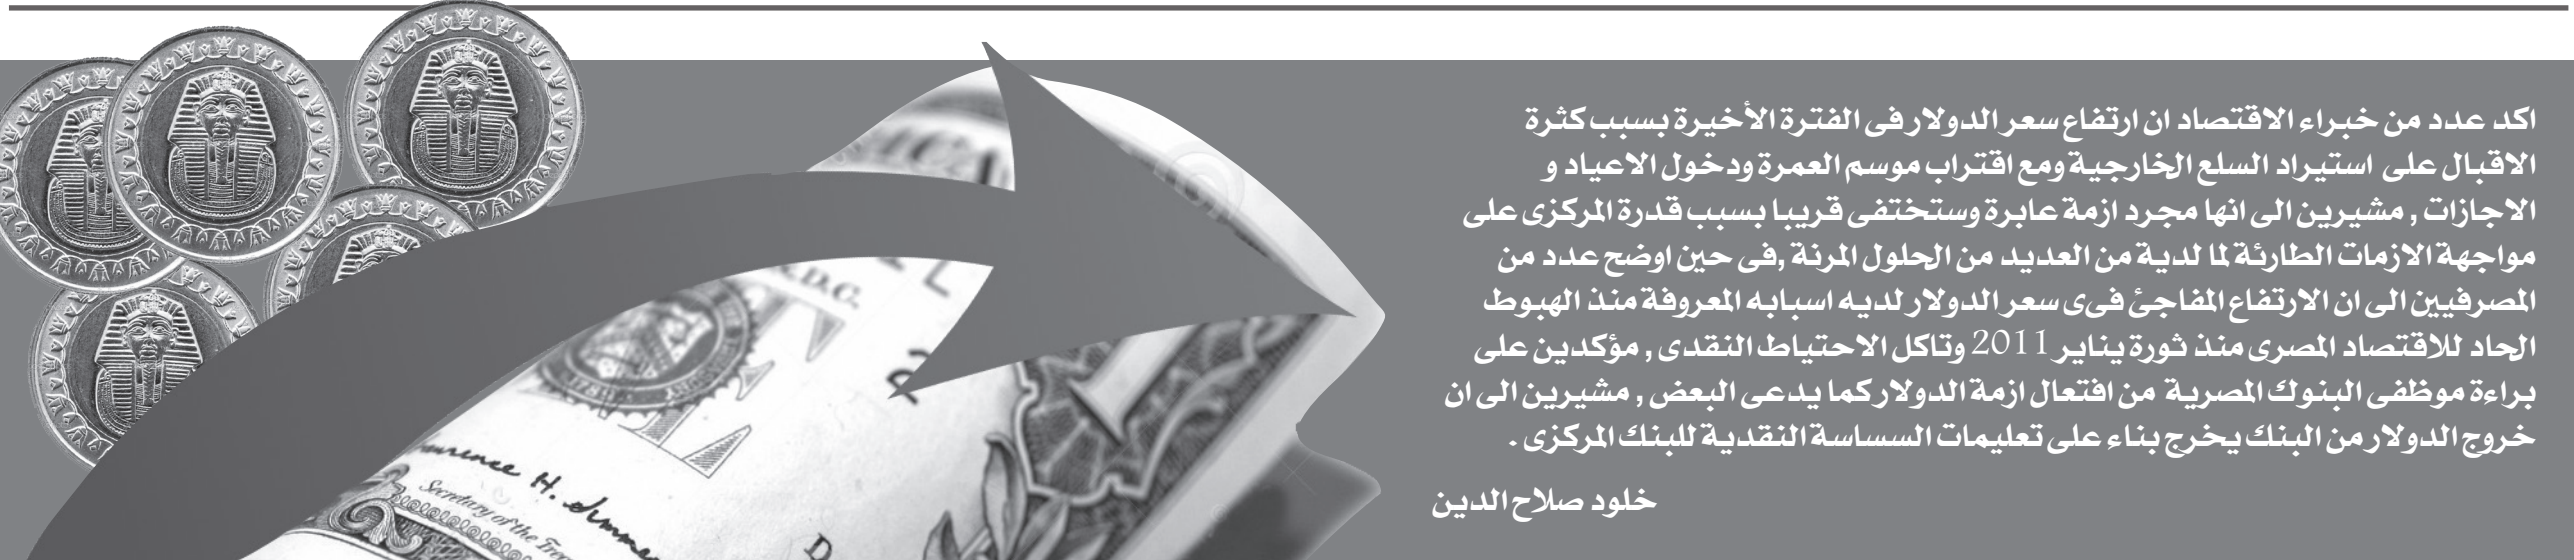 اكد عدد من خبراء الاقتصاد ان ارتفاع سعر الدولار فى الفترة الأخيرة بسبب كثرة
الاقبال على استيراد السلع الخارجية ومع اقتراب موسم العمرة ودخول الاعياد و
الاجازات , مشيرين الى انها مجرد ازمة عابرة وستختفى قريبا بسبب قدرة المركزى على
مواجهة الازمات الطارئة لما لدية من العديد من الحلول المرنة ,فى حين اوضح عدد من
المصرفيين الى ان الارتفاع المفاجئ فىى سعر الدولار لديه اسبابه المعروفة منذ الهبوط
الحاد للاقتصاد المصرى منذ ثورة يناير 2011 وتاكل الاحتياط النقدى , مؤكدين على
براءة موظفى البنوك المصرية من افتعال ازمة الدولار كما يدعى البعض , مشيرين الى ان
خروج الدولار من البنك يخرج بناء على تعليمات السساسة النقدية للبنك المركزى .
خلود صلاح الدين
D.C.
Secretary of the